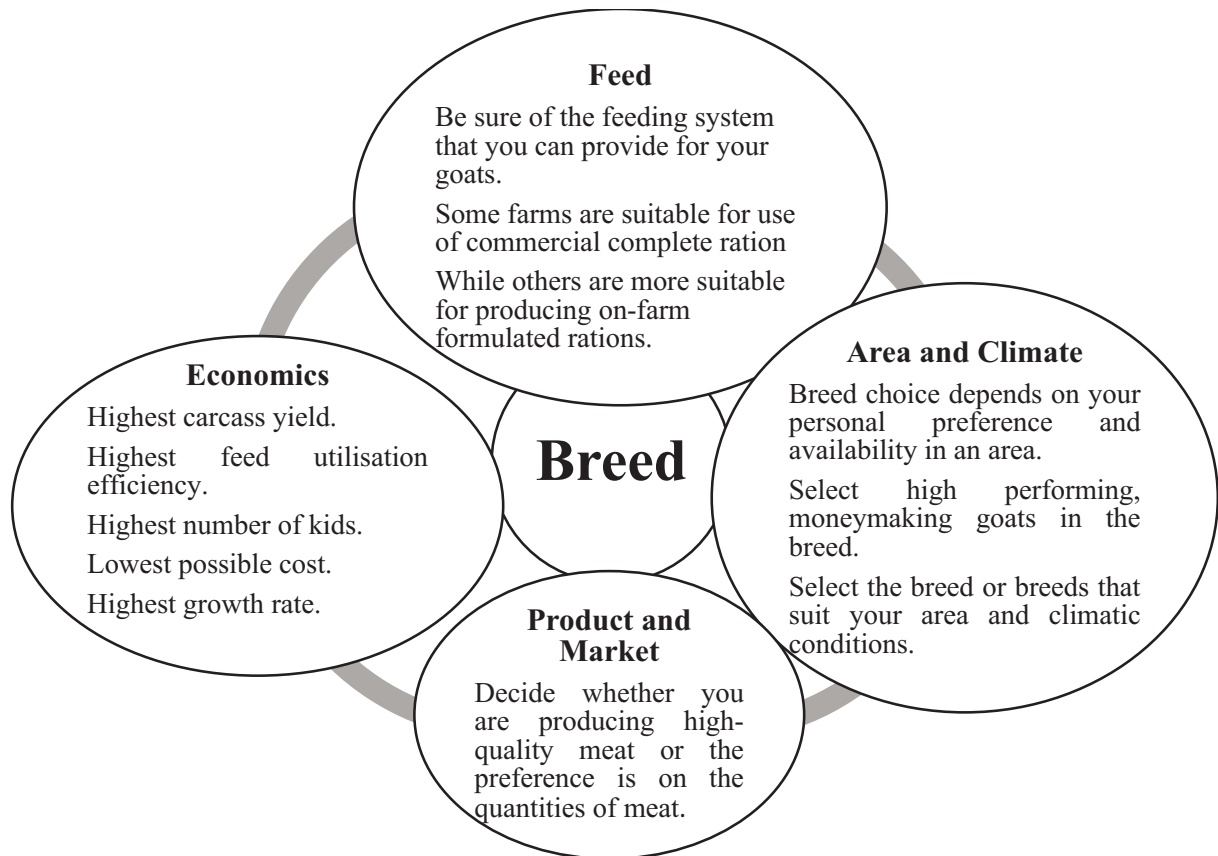 Feed
Be sure of the feeding system
that you can provide for your
goats.
Some farms are suitable for use
of commercial complete ration
While others are more suitable
for producing on-farm
formulated rations.
Area and Climate
Breed choice depends on your
personal preference and
availability in an area.
Select high performing,
moneymaking goats in the
breed.
Select the breed or breeds that
suit your area and climatic
conditions.
Product and
Market
Decide whether you
are producing high-
quality meat or the
preference is on the
quantities of meat.
Economics
Highest carcass yield.
Highest feed utilisation
efficiency.
Highest number of kids.
Lowest possible cost.
Highest growth rate.
Breed